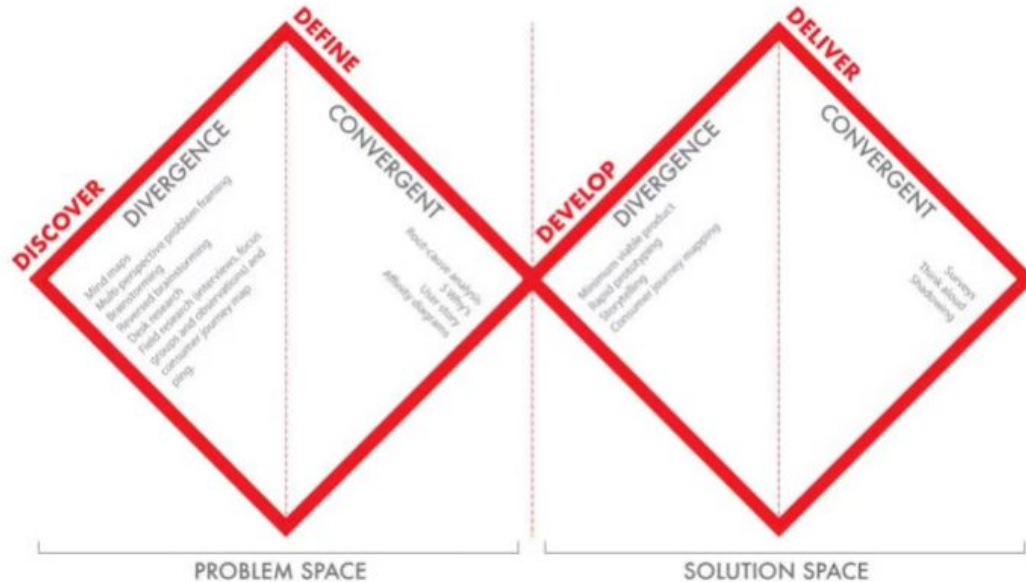 DISCOVER
DIVERGENCE
Mind maps
Multi-perspective problem framing
Brainstorming
Reversed brainstorming
Desk research
Field research (interviews, focus
groups and observations) and
consumer journey map
ping.
DEFINE
CONVERGENT
Root-cause analysis
5 Why's
User story
Affinity diagrams
DEVELOP
DIVERGENCE
Minimum viable product
Rapid prototyping
Storytelling
Consumer journey mapping
DELIVER
CONVERGENT
Surveys
Think aloud
Shadowing
PROBLEM SPACE
SOLUTION SPACE